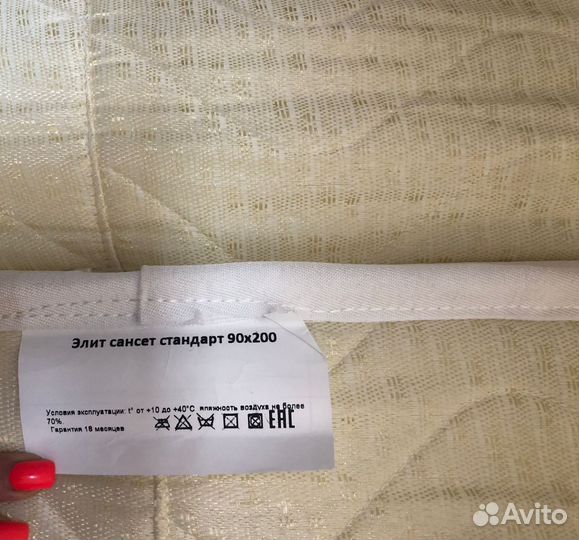 Элит сансет стандарт 90x200
Условия эксплуатации: t° от +10 до +40°C влажность воздуха не более
70%.
Гарантия 18 месяцев
EAC
Avito